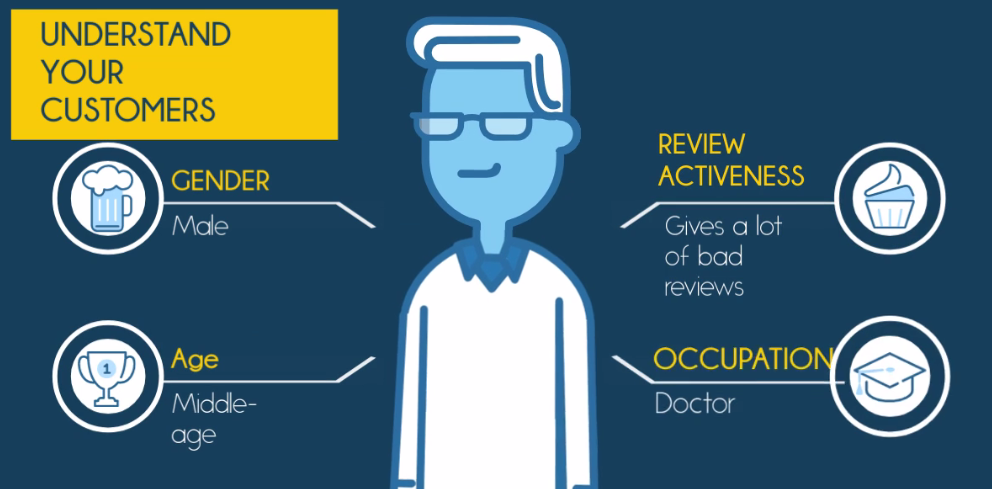 UNDERSTAND
YOUR
CUSTOMERS
GENDER
Male
Age
Middle-
age
REVIEW
ACTIVENESS
Gives a lot
of bad
reviews
OCCUPATION
Doctor
1